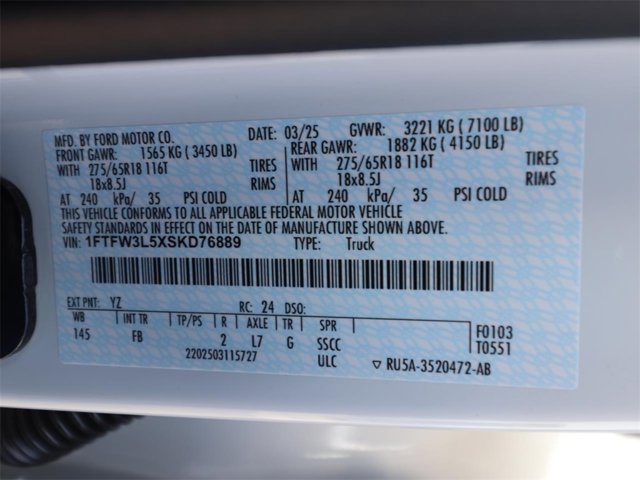 MFD. BY FORD MOTOR CO.
DATE: 03/25 GVWR: 3221 KG ( 7100 LB)
FRONT GAWR: 1565 KG ( 3450 LB) REAR GAWR: 1882 KG ( 4150 LB)
WITH 275/65R18 116T TIRES WITH 275/65R18 116T TIRES
18x8.5J RIMS 18x8.5J RIMS
AT 240 kPa/ 35 PSI COLD AT 240 kPa/ 35 PSI COLD
THIS VEHICLE CONFORMS TO ALL APPLICABLE FEDERAL MOTOR VEHICLE
SAFETY STANDARDS IN EFFECT ON THE DATE OF MANUFACTURE SHOWN ABOVE.
VIN: 1FTFW3L5XSKD76889 TYPE: Truck
EXT PNT: YZ RC: 24 DSO:
WB INT TR TP/PS R AXLE TR SPR F0103
145 FB 2 L7 G SSCC T0551
2202503115727 ULC ▽ RU5A-3520472-AB